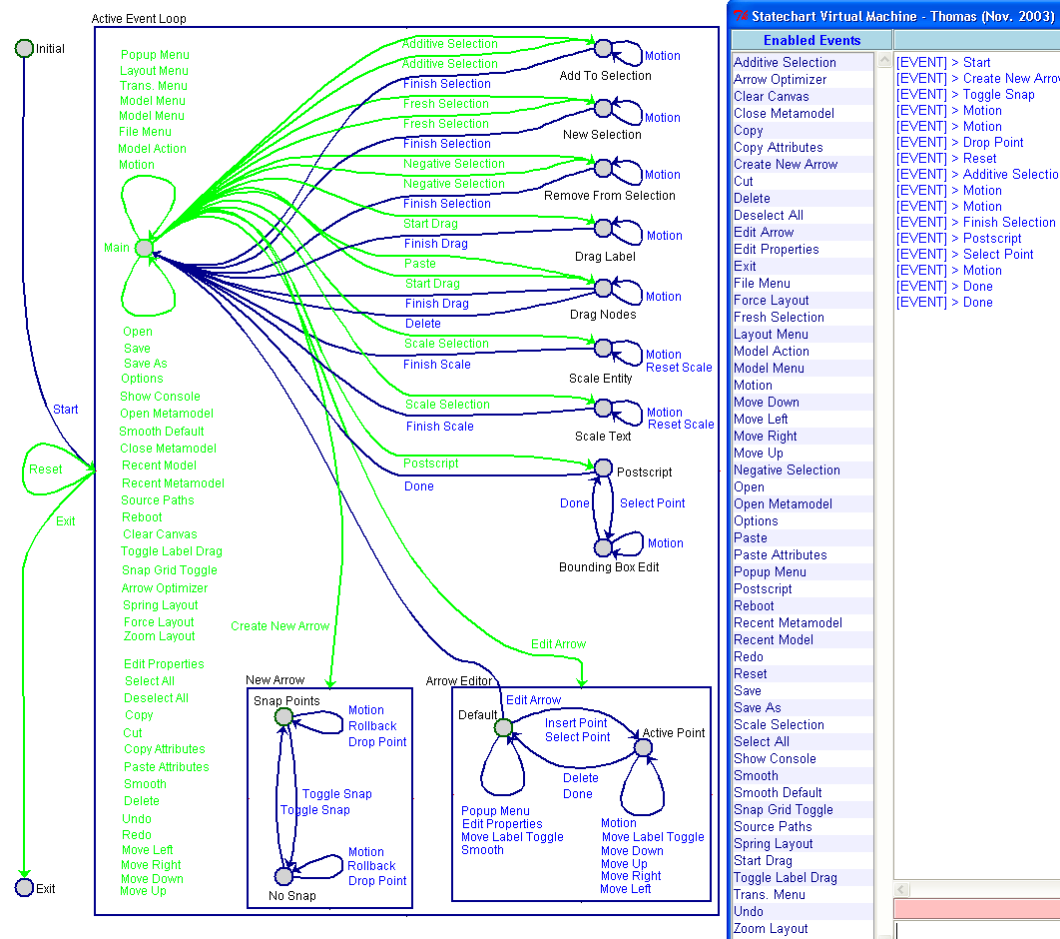 Active Event Loop
Initial
Popup Menu
Layout Menu
Trans. Menu
Model Menu
Model Menu
File Menu
Model Action
Motion
Main
Open
Save
Save As
Options
Show Console
Open Metamodel
Smooth Default
Close Metamodel
Recent Model
Recent Metamodel
Source Paths
Reboot
Clear Canvas
Toggle Label Drag
Snap Grid Toggle
Arrow Optimizer
Spring Layout
Force Layout
Zoom Layout
Edit Properties
Select All
Deselect All
Copy
Cut
Copy Attributes
Paste Attributes
Smooth
Delete
Undo
Redo
Move Left
Move Right
Move Down
Move Up
Start
Reset
Exit
Exit
Additive Selection
Additive Selection
Finish Selection
Motion
Add To Selection
Fresh Selection
Fresh Selection
Finish Selection
Motion
New Selection
Negative Selection
Negative Selection
Finish Selection
Motion
Remove From Selection
Start Drag
Finish Drag
Motion
Drag Label
Paste
Start Drag
Finish Drag
Delete
Motion
Drag Nodes
Scale Selection
Finish Scale
Motion
Reset Scale
Scale Entity
Scale Selection
Finish Scale
Motion
Reset Scale
Scale Text
Postscript
Done
Postscript
Done
Select Point
Motion
Bounding Box Edit
Create New Arrow
Edit Arrow
New Arrow
Snap Points
Motion
Rollback
Drop Point
Toggle Snap
Toggle Snap
Motion
Rollback
Drop Point
No Snap
Arrow Editor
Edit Arrow
Default
Insert Point
Select Point
Active Point
Delete
Done
Popup Menu
Edit Properties
Move Label Toggle
Smooth
Motion
Move Label Toggle
Move Down
Move Up
Move Right
Move Left
Statechart Virtual Machine - Thomas (Nov. 2003)
Enabled Events
Additive Selection
Arrow Optimizer
Clear Canvas
Close Metamodel
Copy
Copy Attributes
Create New Arrow
Cut
Delete
Deselect All
Edit Arrow
Edit Properties
Exit
File Menu
Force Layout
Fresh Selection
Layout Menu
Model Action
Model Menu
Motion
Move Down
Move Left
Move Right
Move Up
Negative Selection
Open
Open Metamodel
Options
Paste
Paste Attributes
Popup Menu
Postscript
Reboot
Recent Metamodel
Recent Model
Redo
Reset
Save
Save As
Scale Selection
Select All
Show Console
Smooth
Smooth Default
Snap Grid Toggle
Source Paths
Spring Layout
Start Drag
Toggle Label Drag
Trans. Menu
Undo
Zoom Layout
[EVENT] > Start
[EVENT] > Create New Arrov
[EVENT] > Toggle Snap
[EVENT] > Motion
[EVENT] > Motion
[EVENT] > Drop Point
[EVENT] > Reset
[EVENT] > Additive Selectio
[EVENT] > Motion
[EVENT] > Motion
[EVENT] > Finish Selection
[EVENT] > Postscript
[EVENT] > Select Point
[EVENT] > Motion
[EVENT] > Done
[EVENT] > Done